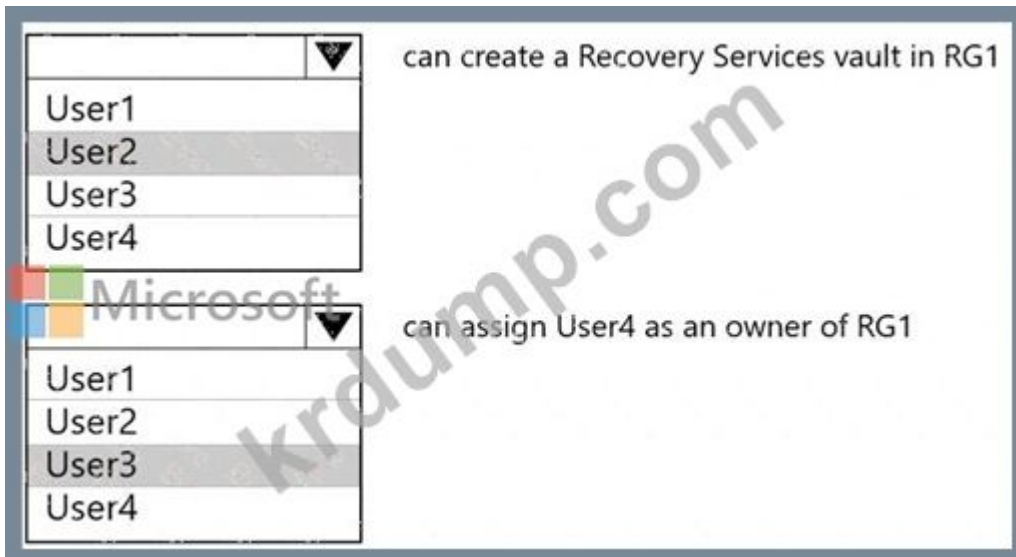 can create a Recovery Services vault in RG1
User1
User2
User3
User4
Microsoft
can assign User4 as an owner of RG1
User1
User2
User3
User4
krdump.com